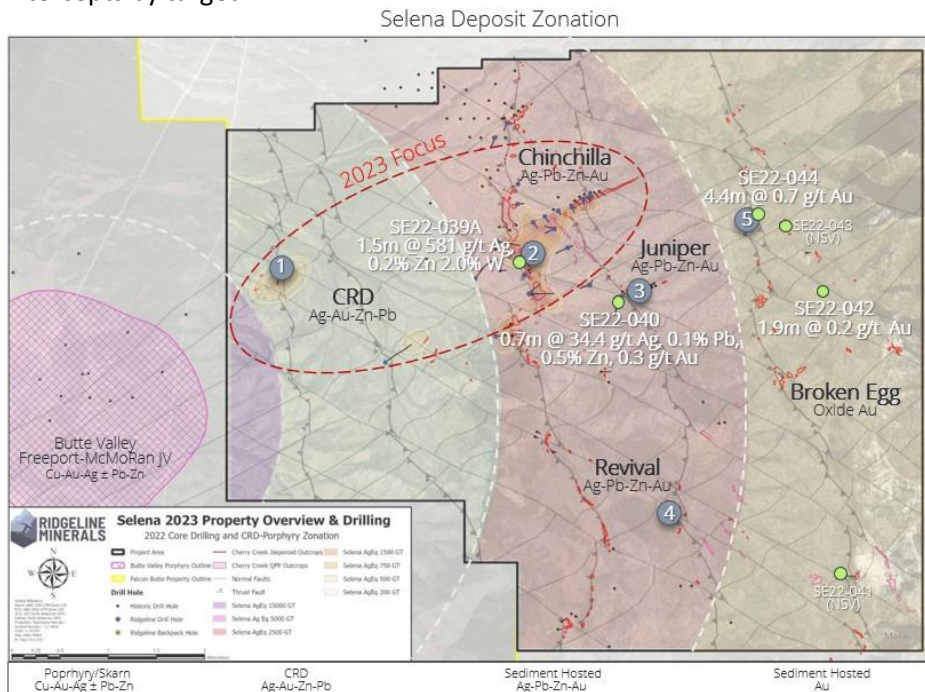 Selena Deposit Zonation
2023 Focus
Chinchilla
Ag-Pb-Zn-Au
SE22-044
4.4m @ 0.7 g/t Au
SE22-039A
1.5m @ 581 g/t Ag,
0.2% Zn 2.0% W
SE22-043
(NSV)
5
1
2
Juniper
Ag-Pb-Zn-Au
3
CRD
Ag-Au-Zn-Pb
SE22-040
0.7m @ 34.4 g/t Ag, 0.1% Pb,
0.5% Zn, 0.3 g/t Au
SE22-042
1.9m @ 0.2 g/t Au
Broken Egg
Oxide Au
Butte Valley
Freeport-McMoRan JV
Cu-Au-Ag ± Pb-Zn
Revival
Ag-Pb-Zn-Au
4
SE22-041
(NSV)
RIDGELINE
MINERALS
Selena 2023 Property Overview & Drilling
2022 Core Drilling and CRD-Porphyry Zonation
N
W
E
S
Project Area
Butte Valley Porphyry Outline
Falcon Butte Property Outline
Drill Hole
Historic Drill Hole
Ridgeline Drill Hole
Ridgeline Backpack Hole
Cherry Creek Jasperoid Outcrops
Cherry Creek QFP Outcrops
Normal Faults
Thrust Fault
Selena AgEq 15000 GT
Selena Ag Eq 5000 GT
Selena AgEq 2500 GT
Selena AgEq 1500 GT
Selena AgEq 750 GT
Selena AgEq 500 GT
Selena AgEq 200 GT
Poprhyry/Skarn
Cu-Au-Ag ± Pb-Zn
CRD
Ag-Au-Zn-Pb
Sediment Hosted
Ag-Pb-Zn-Au
Sediment Hosted
Au